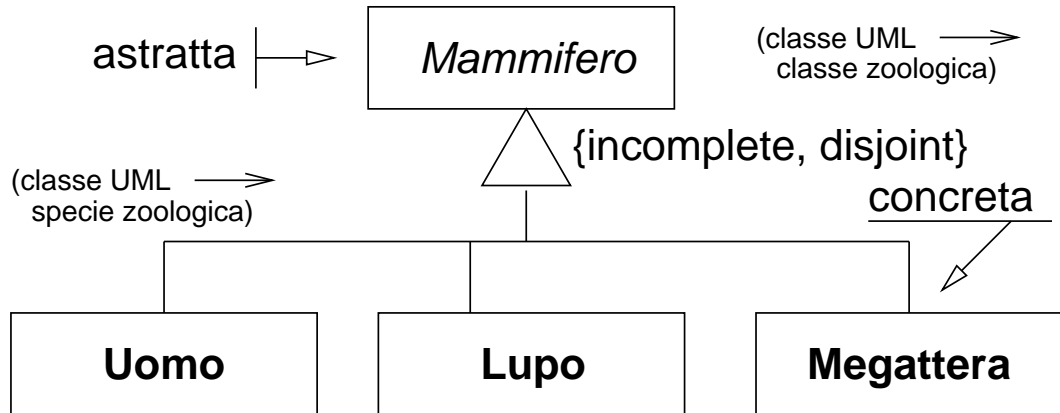 astratta
Mammifero
(classe UML
classe zoologica)
{incomplete, disjoint}
(classe UML
specie zoologica)
concreta
Uomo
Lupo
Megattera